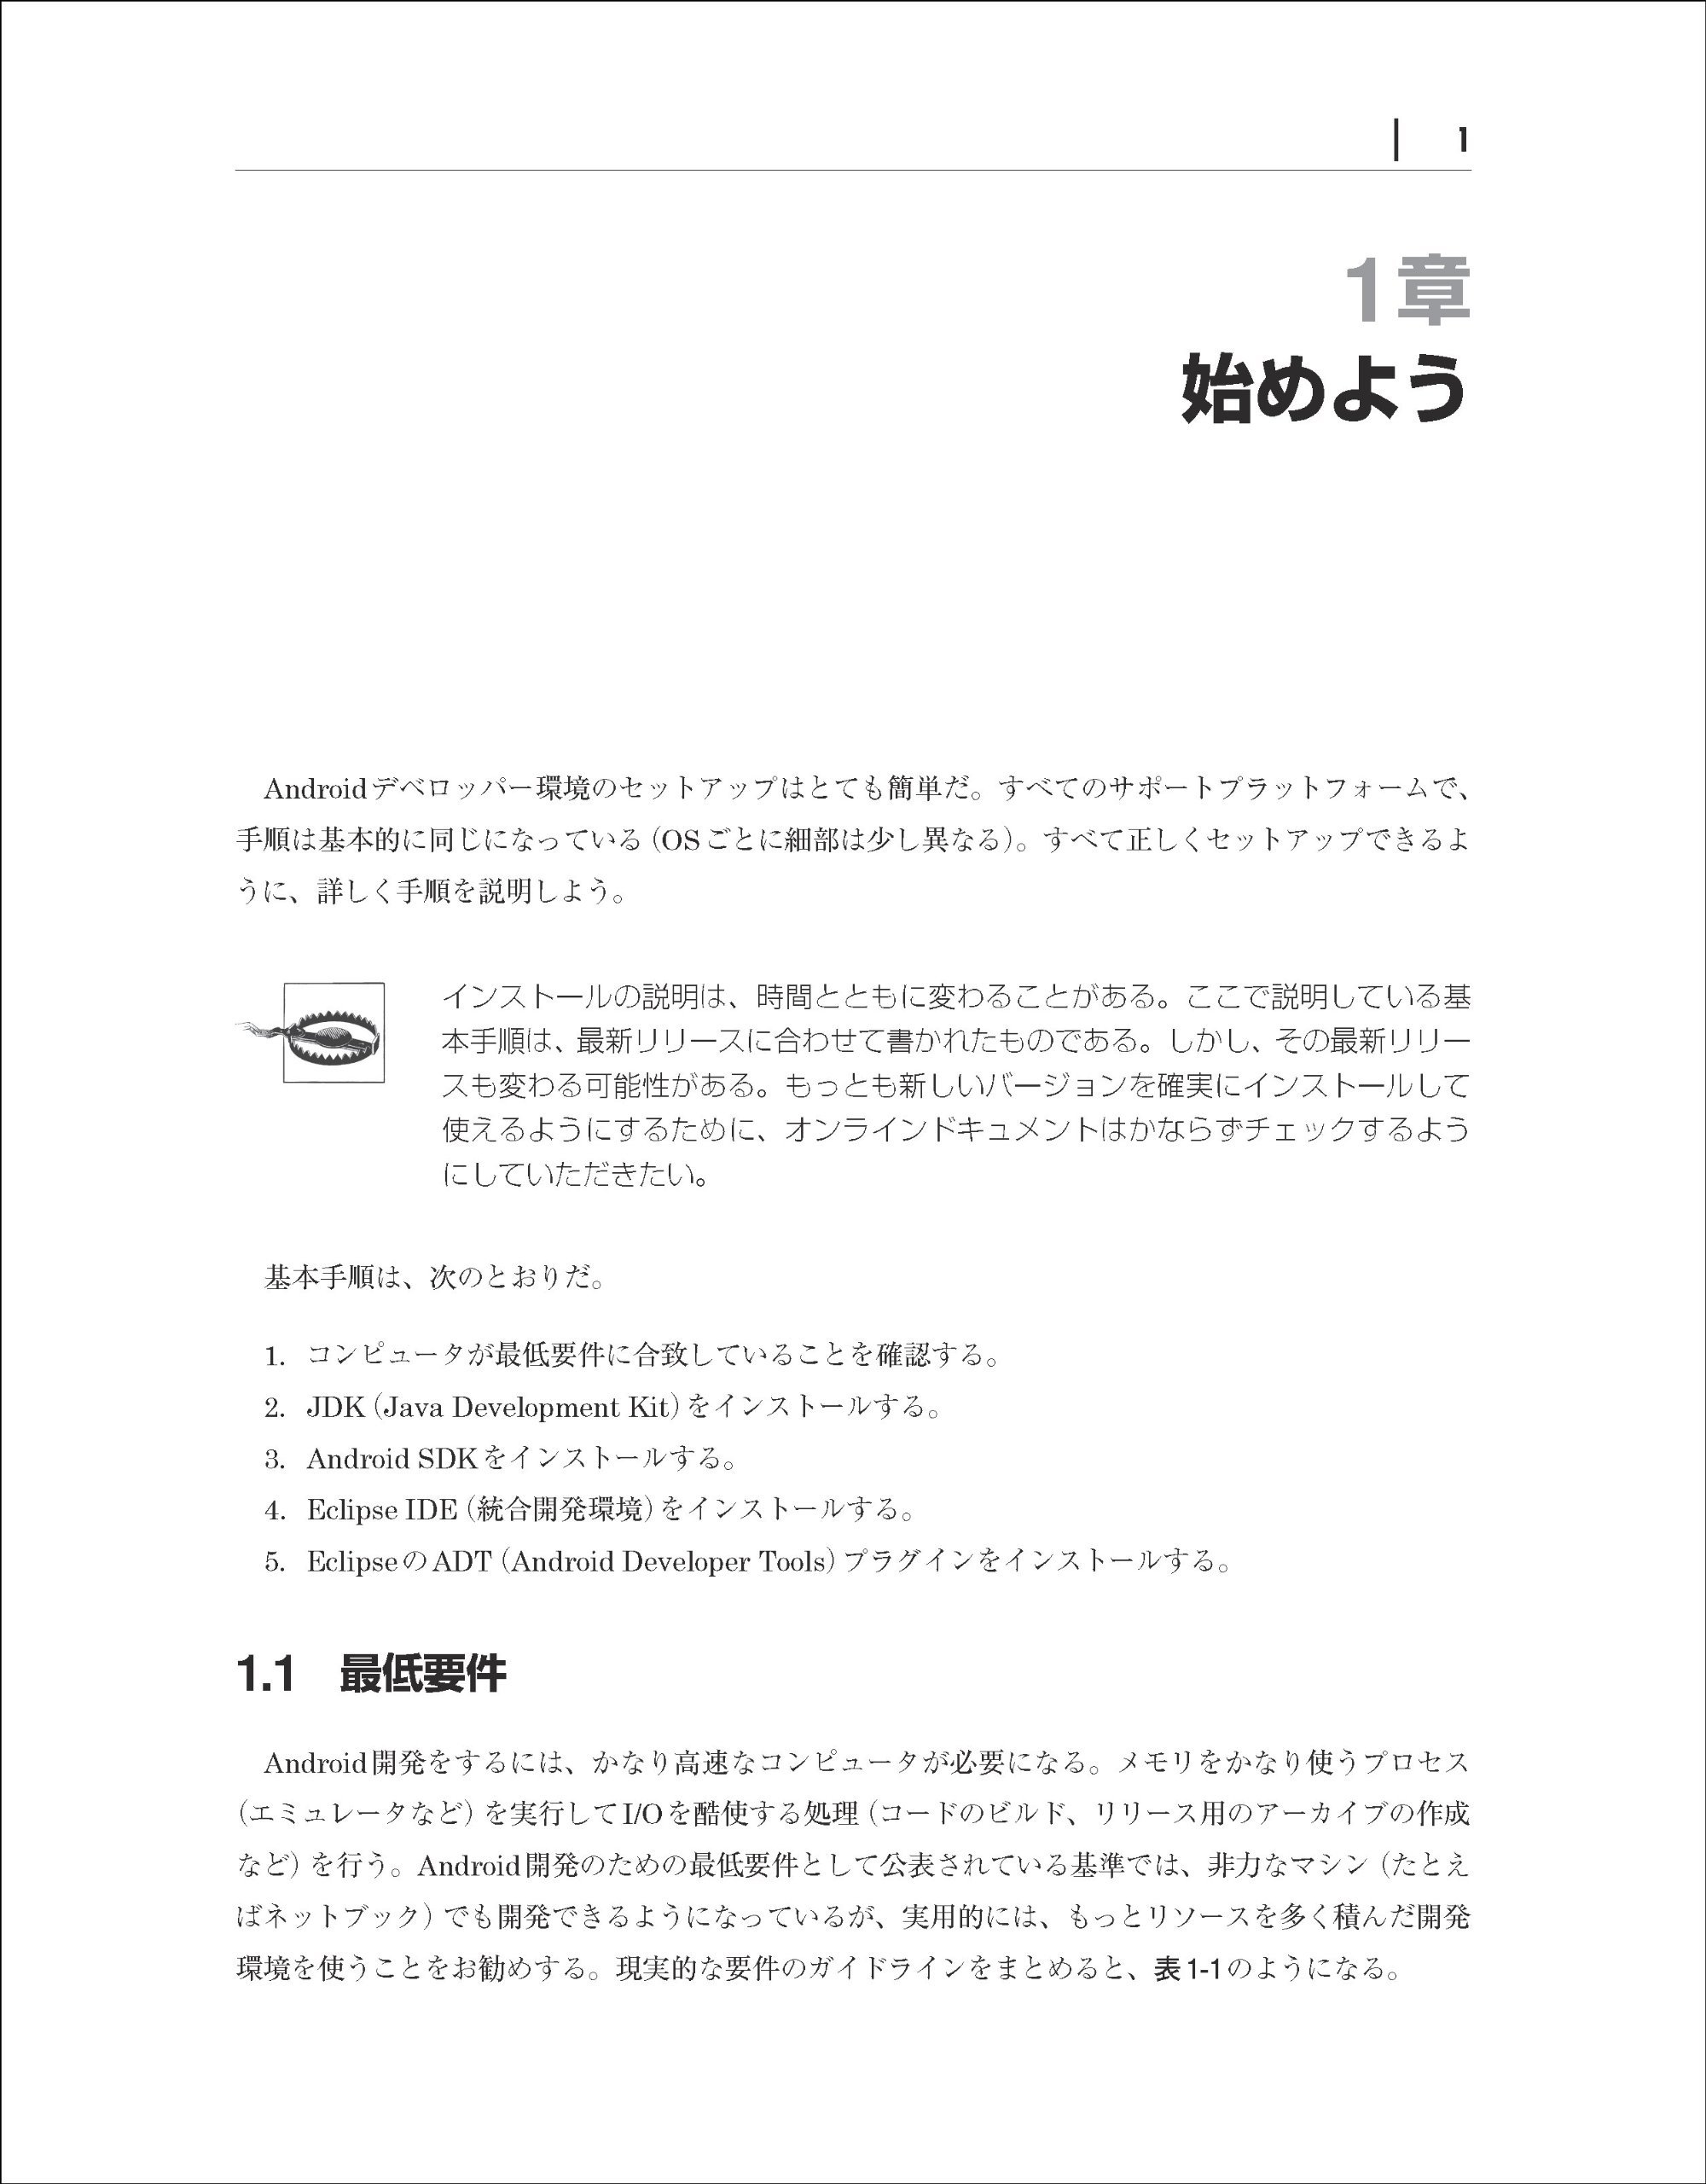 1
1章
始めよう
Androidデベロッパー環境のセットアップはとても簡単だ。すべてのサポートプラットフォームで、
手順は基本的に同じになっている（OSごとに細部は少し異なる）。すべて正しくセットアップできるよ
うに、詳しく手順を説明しよう。
インストールの説明は、時間とともに変わることがある。ここで説明している基
本手順は、最新リリースに合わせて書かれたものである。しかし、その最新リリー
スも変わる可能性がある。もっとも新しいバージョンを確実にインストールして
使えるようにするために、オンラインドキュメントはかならずチェックするよう
にしていただきたい。
基本手順は、次のとおりだ。
1. コンピュータが最低要件に合致していることを確認する。
2. JDK（Java Development Kit）をインストールする。
3. Android SDKをインストールする。
4. Eclipse IDE（統合開発環境）をインストールする。
5. EclipseのADT（Android Developer Tools）プラグインをインストールする。
1.1 最低要件
Android開発をするには、かなり高速なコンピュータが必要になる。メモリをかなり使うプロセス
（エミュレータなど）を実行してI/Oを酷使する処理（コードのビルド、リリース用のアーカイブの作成
など）を行う。Android開発のための最低要件として公表されている基準では、非力なマシン（たとえ
ばネットブック）でも開発できるようになっているが、実用的には、もっとリソースを多く積んだ開発
環境を使うことをお勧めする。現実的な要件のガイドラインをまとめると、表1-1のようになる。